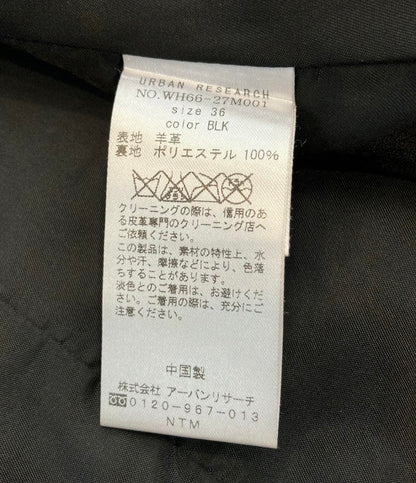 URBAN RESEARCH
NO.WH66-27M001
size 36
color BLK
表地 羊革
裏地 ポリエステル 100%
クリーニングの際は、信用のあ
る皮革専門のクリーニング店へ
ご依頼ください。
この製品は、素材の特性上、水
分や汗、摩擦などにより、色落
ちすることがあります。
淡色とのご着用は、お避けくだ
さい。ご着用の際は、充分にご
注意ください。
中国製
株式会社 アーバンリサーチ
0120-967-013
NTM